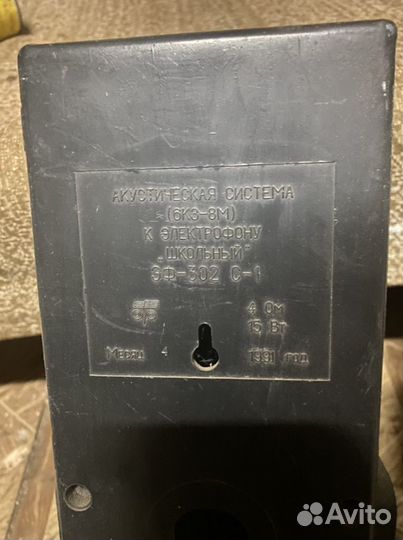 АКУСТИЧЕСКАЯ СИСТЕМА
(6КЗ-8М)
К ЭЛЕКТРОФОНУ
„ШКОЛЬНЫЙ"
ЭФ-302 С-1
4 Ом
15 Вт
Месяц 4 1991 год
Avito